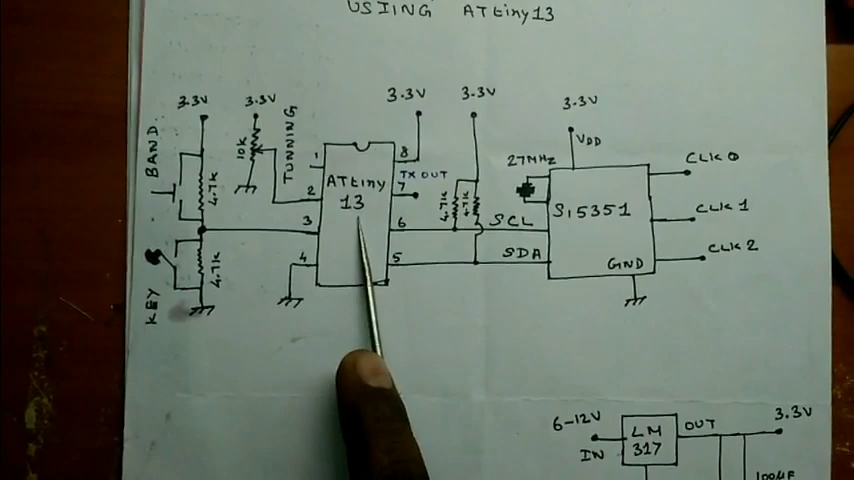 USIING ATtiny13
3.3V
3.3V
3.3V
3.3V
3.3V
BAND
4.7K
10K
TUNNING
KEY
4.7K
1
2
3
4
ATtiny
13
8
7
6
5
TX OUT
4.7K
4.7K
SCL
SDA
27MHz
VDD
Si5351
GND
CLK 0
CLK 1
CLK 2
6-12V
IN
LM
317
OUT
3.3V
100MF